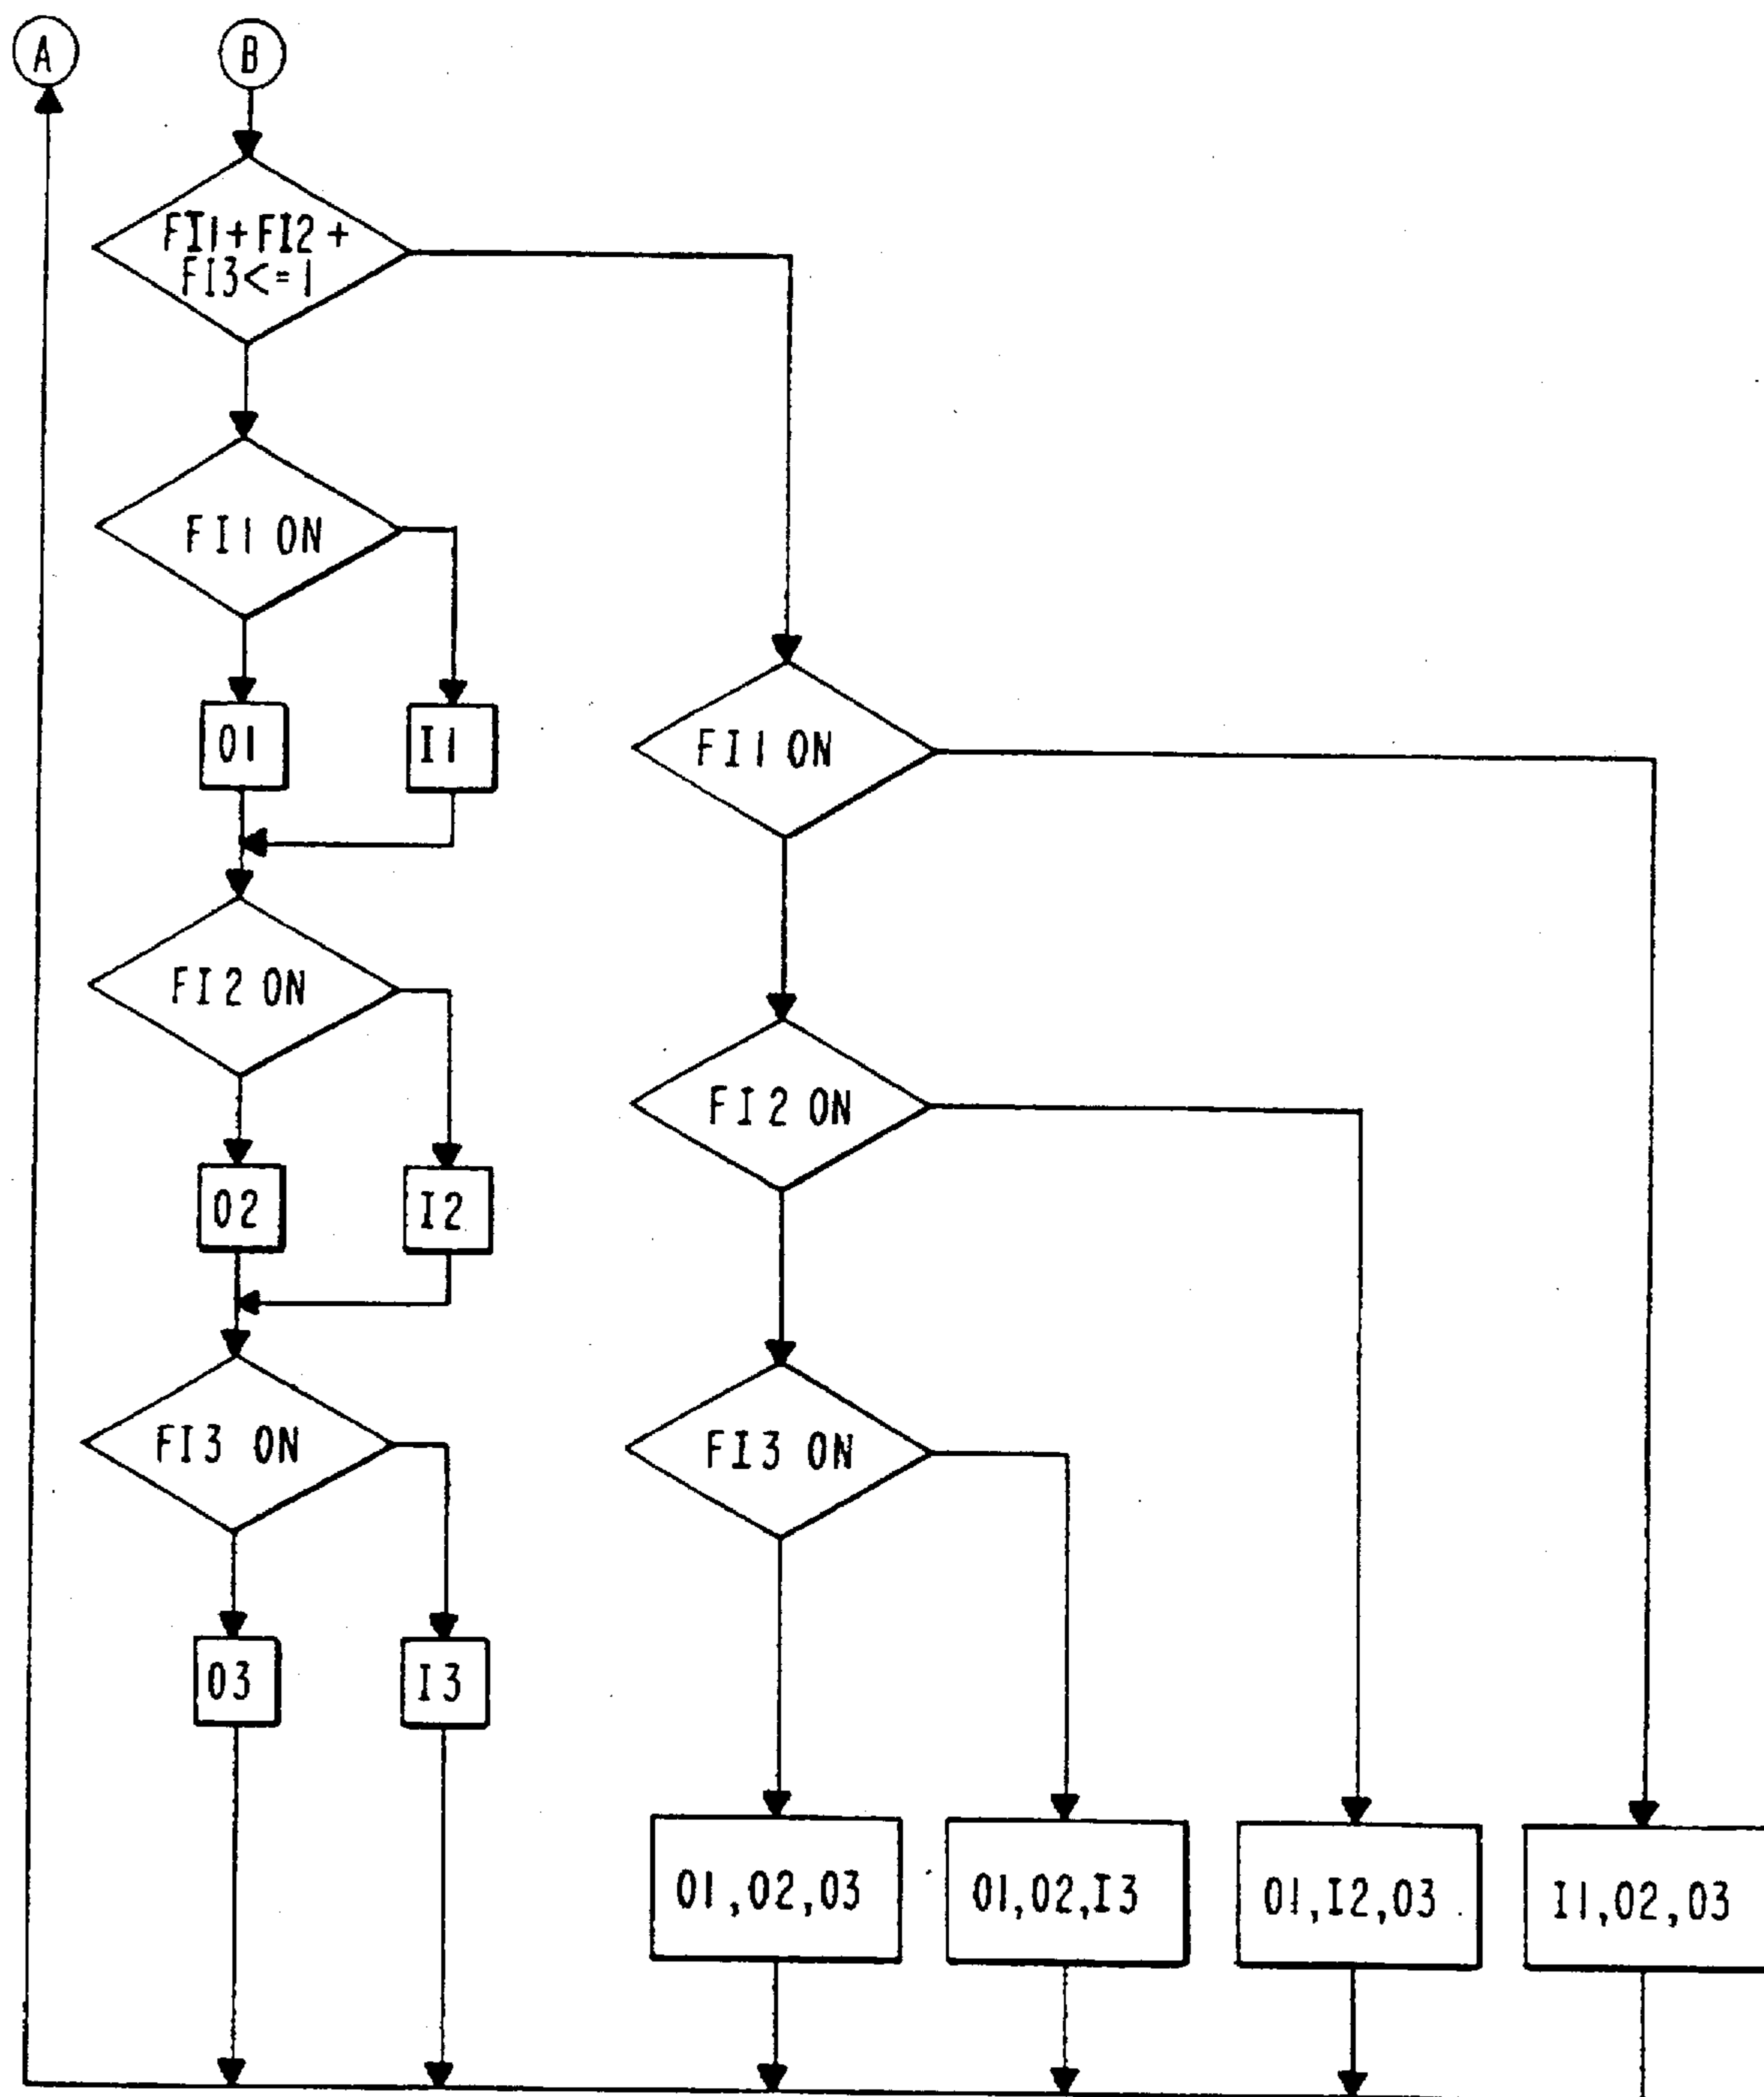 A
B
FI1+FI2+
FI3<=1
FI1 ON
O1
I1
FI1 ON
FI2 ON
FI2 ON
O2
I2
FI3 ON
FI3 ON
O3
I3
O1,O2,O3
O1,O2,I3
O1,I2,O3
I1,O2,O3